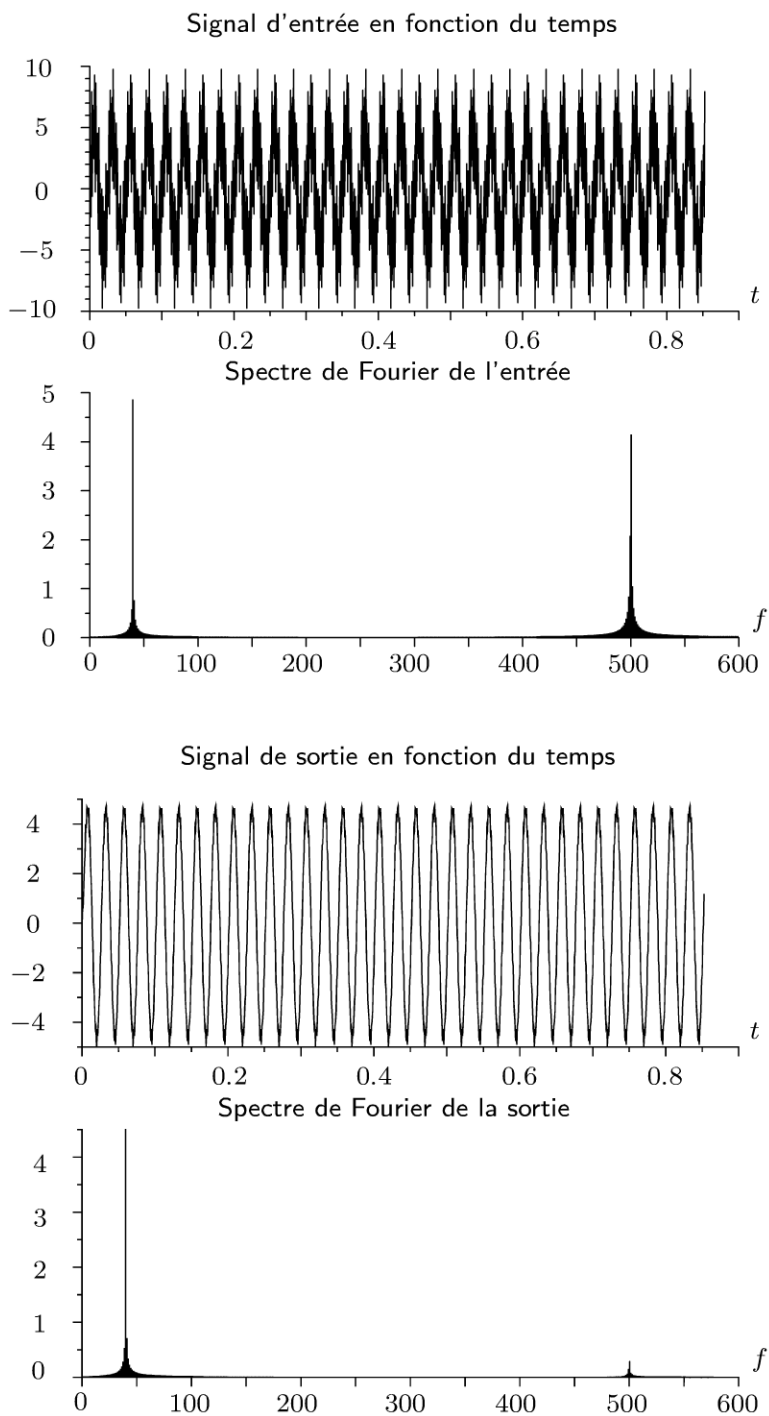 Signal d'entrée en fonction du temps
10
5
0
−5
−10
t
0 0.2 0.4 0.6 0.8
Spectre de Fourier de l'entrée
5
4
3
2
1
0
f
0 100 200 300 400 500 600
Signal de sortie en fonction du temps
4
2
0
−2
−4
t
0 0.2 0.4 0.6 0.8
Spectre de Fourier de la sortie
4
3
2
1
0
f
0 100 200 300 400 500 600